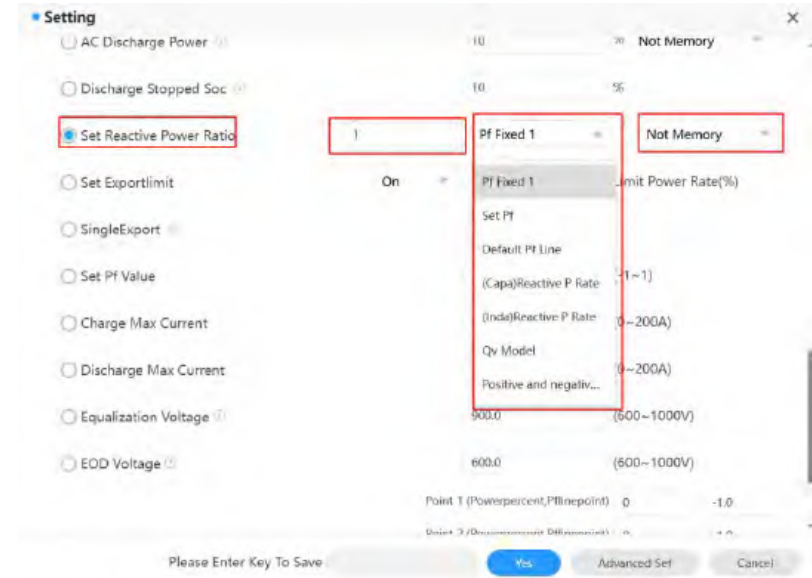 Setting
AC Discharge Power 10 % Not Memory
Discharge Stopped Soc 10 %
Set Reactive Power Ratio 1 Pf Fixed 1 Not Memory
Set Exportlimit On Pf Fixed 1 Limit Power Rate(%)
Set Pf
SingleExport
Default Pf Line
Set Pf Value (Capa)Reactive P Rate -1~1)
Charge Max Current (Inda)Reactive P Rate 0~200A)
Qv Model
Discharge Max Current 0~200A)
Positive and negativ...
Equalization Voltage 900.0 (600~1000V)
EOD Voltage 600.0 (600~1000V)
Point 1 (Powerpercent,Pflinepoint) 0 -1.0
Please Enter Key To Save Yes Advanced Set Cancel